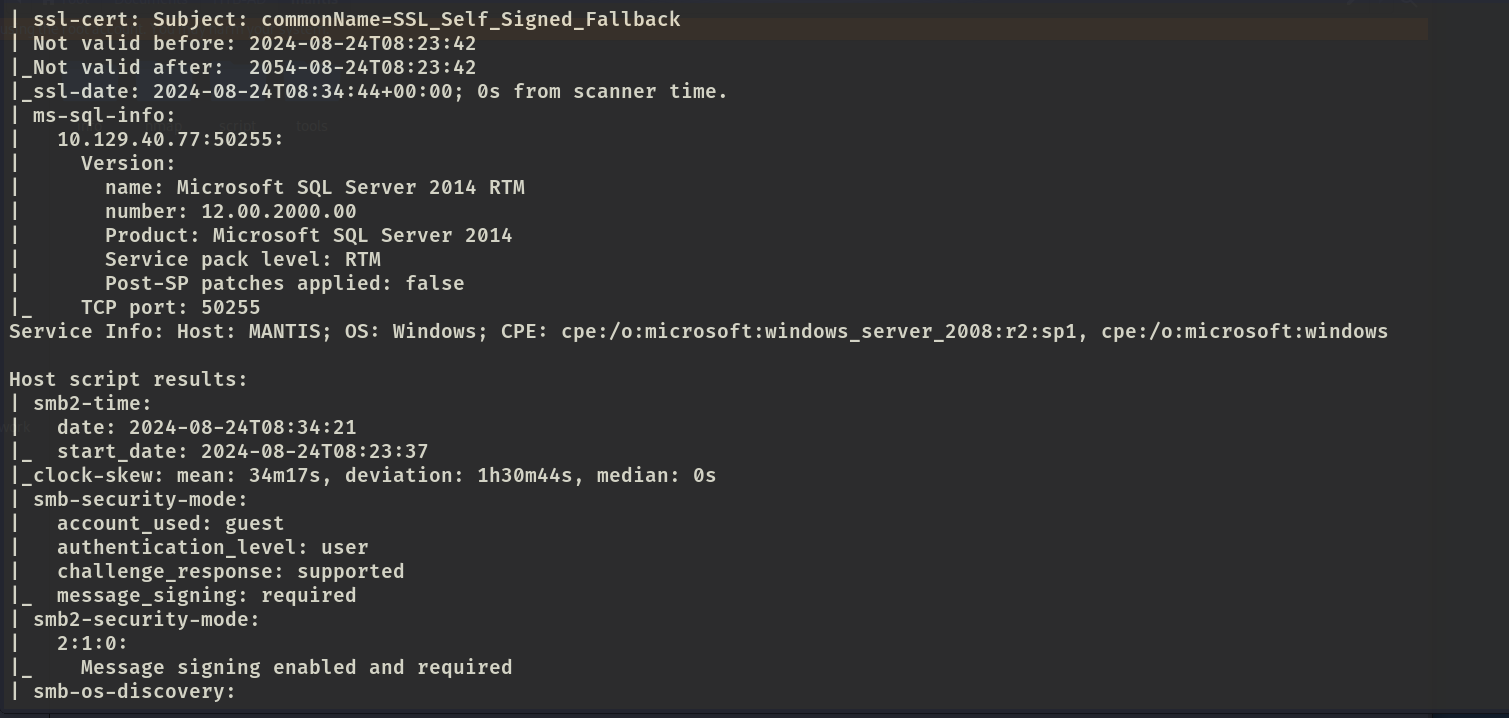 | ssl-cert: Subject: commonName=SSL_Self_Signed_Fallback
| Not valid before: 2024-08-24T08:23:42
|_Not valid after:  2054-08-24T08:23:42
|_ssl-date: 2024-08-24T08:34:44+00:00; 0s from scanner time.
| ms-sql-info:
|   10.129.40.77:50255:
|     Version:
|       name: Microsoft SQL Server 2014 RTM
|       number: 12.00.2000.00
|       Product: Microsoft SQL Server 2014
|       Service pack level: RTM
|       Post-SP patches applied: false
|_    TCP port: 50255
Service Info: Host: MANTIS; OS: Windows; CPE: cpe:/o:microsoft:windows_server_2008:r2:sp1, cpe:/o:microsoft:windows

Host script results:
| smb2-time:
|   date: 2024-08-24T08:34:21
|_  start_date: 2024-08-24T08:23:37
|_clock-skew: mean: 34m17s, deviation: 1h30m44s, median: 0s
| smb-security-mode:
|   account_used: guest
|   authentication_level: user
|   challenge_response: supported
|_  message_signing: required
| smb2-security-mode:
|   2:1:0:
|_    Message signing enabled and required
| smb-os-discovery: